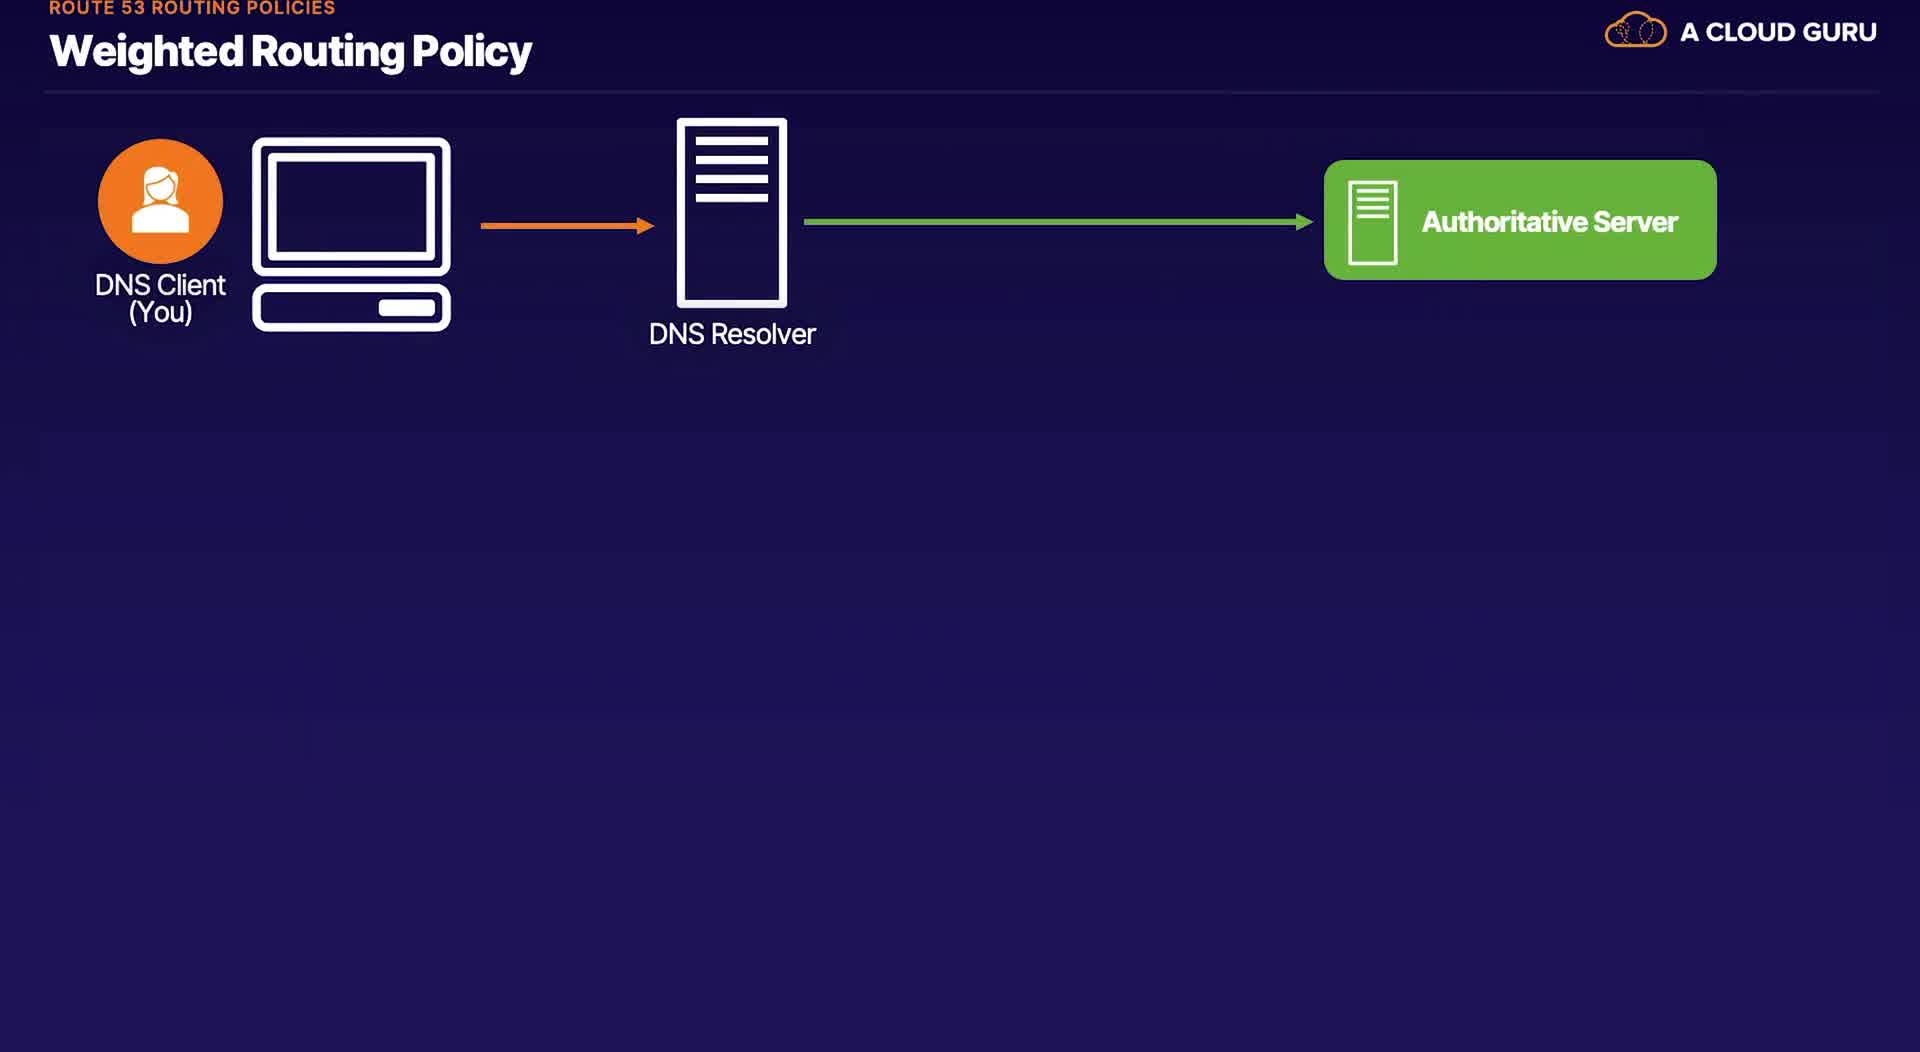 ROUTE 53 ROUTING POLICIES
Weighted Routing Policy
A CLOUD GURU
DNS Client
(You)
DNS Resolver
Authoritative Server